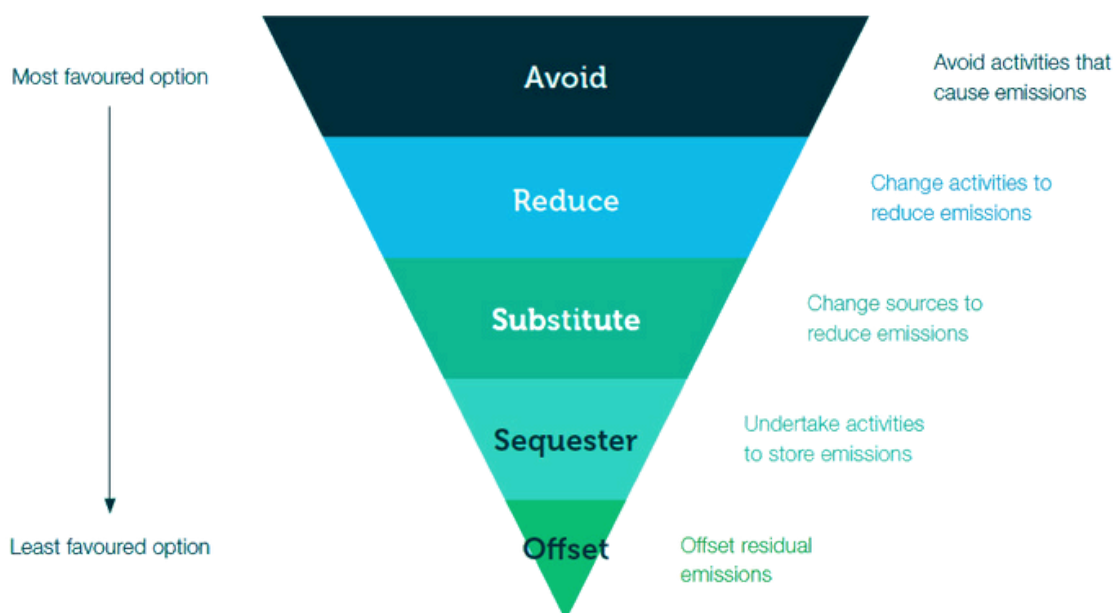 Most favoured option
Avoid
Avoid activities that
cause emissions
Reduce
Change activities to
reduce emissions
Substitute
Change sources to
reduce emissions
Sequester
Undertake activities
to store emissions
Least favoured option
Offset
Offset residual
emissions